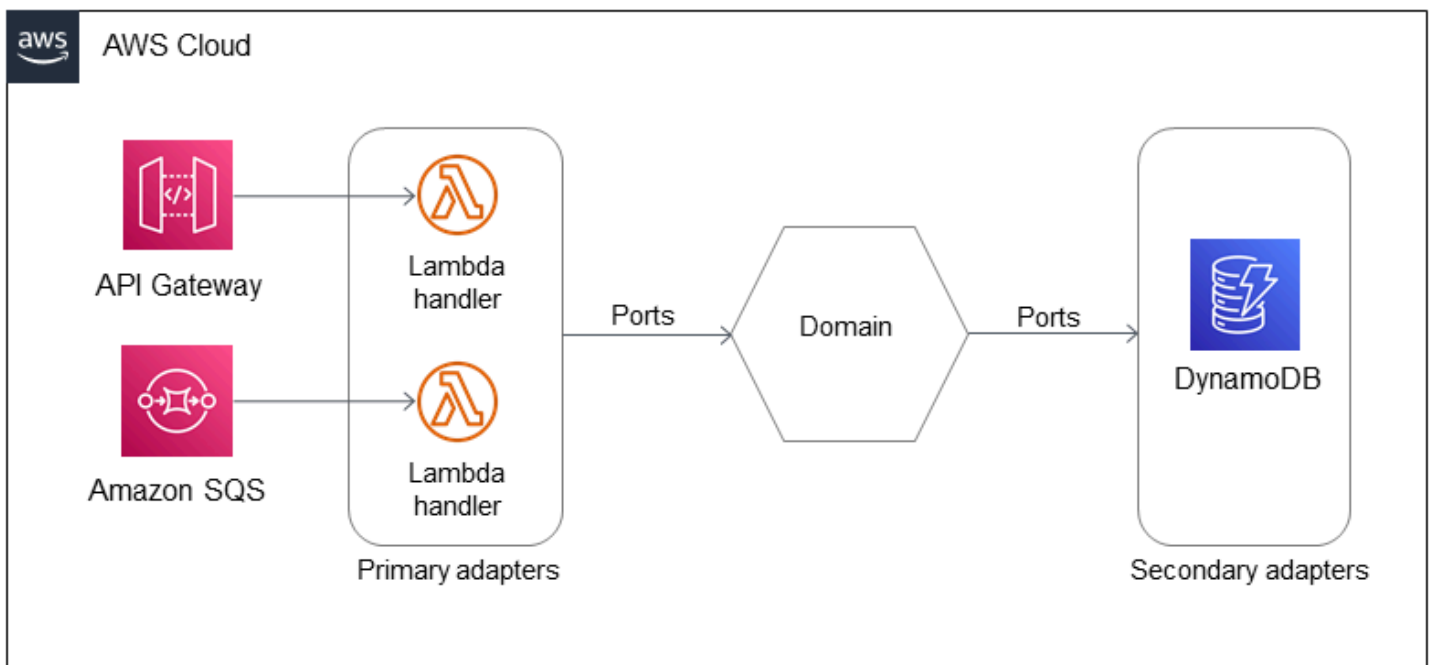 aws
AWS Cloud
API Gateway
Lambda
handler
Ports
Domain
Ports
DynamoDB
Amazon SQS
Lambda
handler
Primary adapters
Secondary adapters